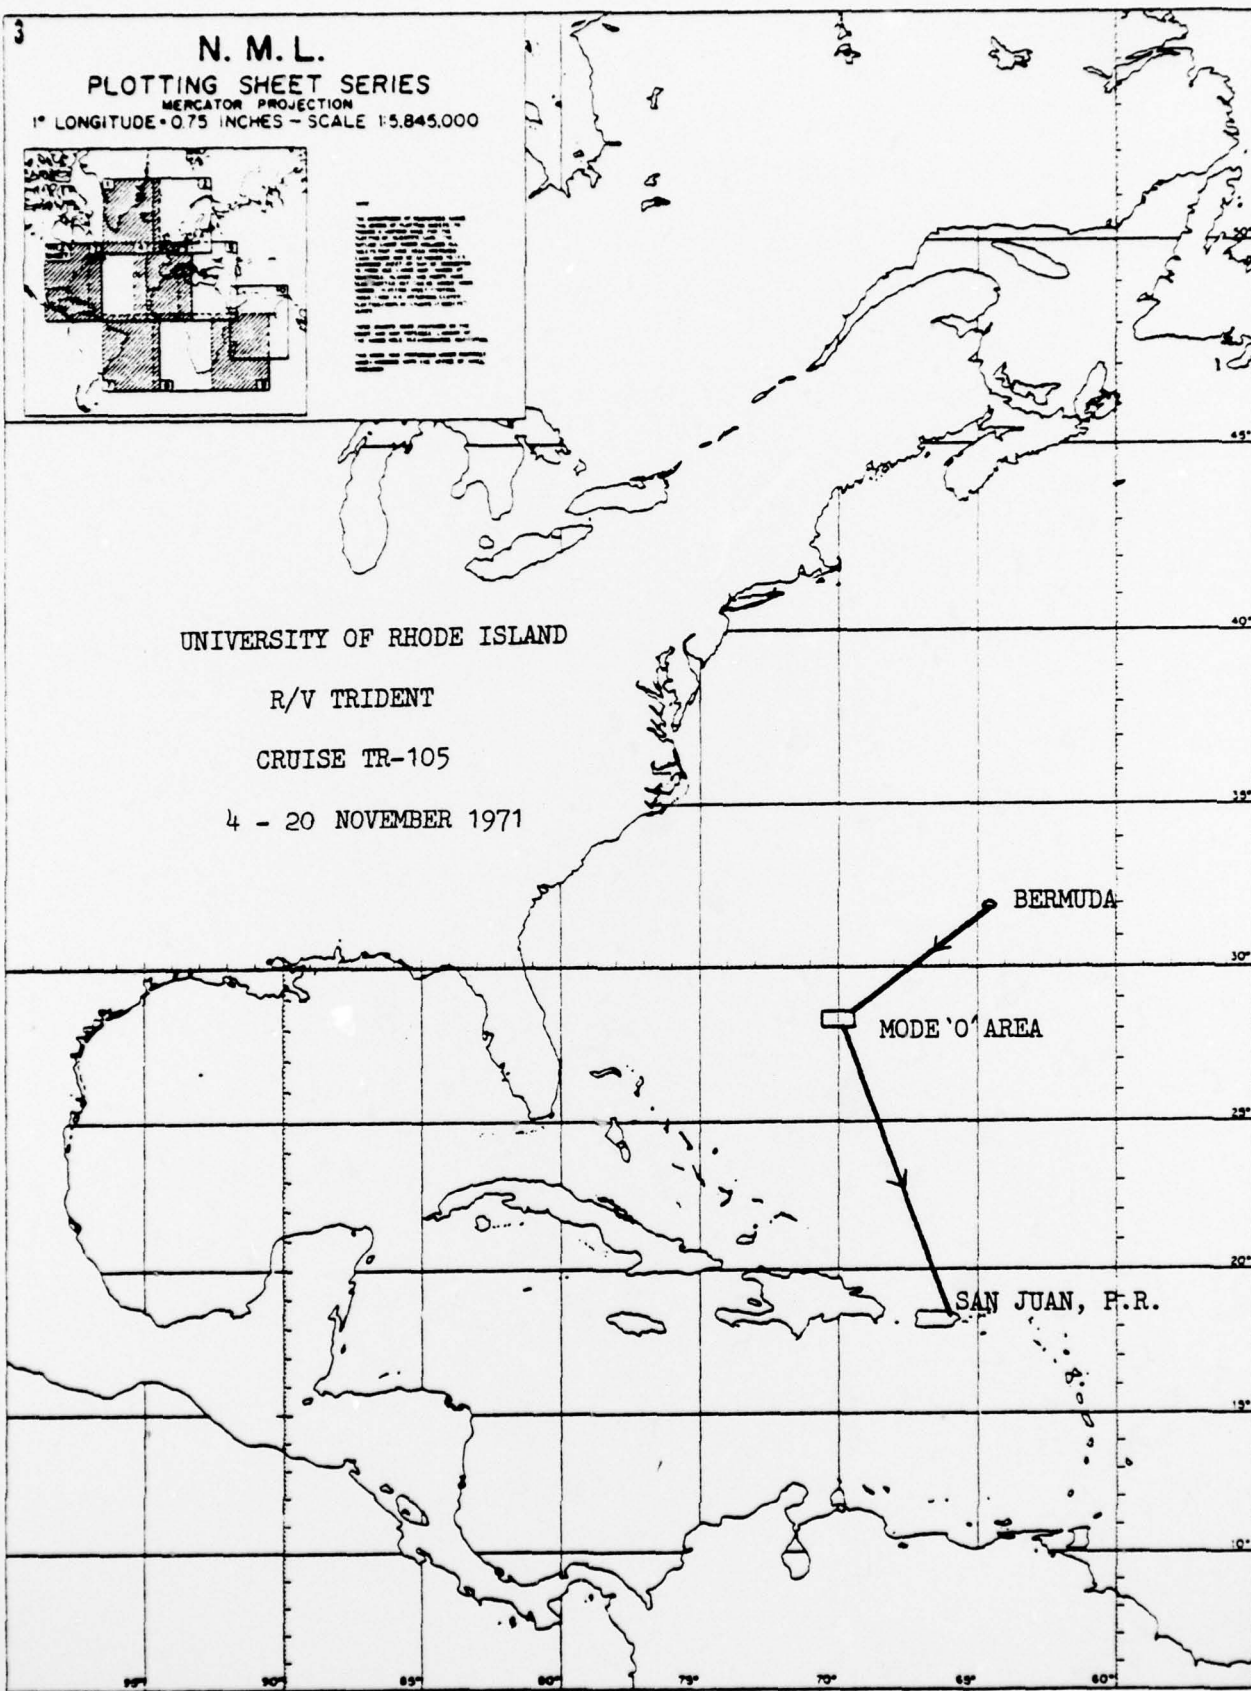 3
N. M. L.
PLOTTING SHEET SERIES
MERCATOR PROJECTION
1° LONGITUDE = 0.75 INCHES – SCALE 1:5,845,000
50°
45°
UNIVERSITY OF RHODE ISLAND
40°
R/V TRIDENT
CRUISE TR-105
35°
4 - 20 NOVEMBER 1971
BERMUDA
30°
MODE 'O' AREA
25°
20°
SAN JUAN, P.R.
15°
10°
95° 90° 80° 75° 70° 65° 60°